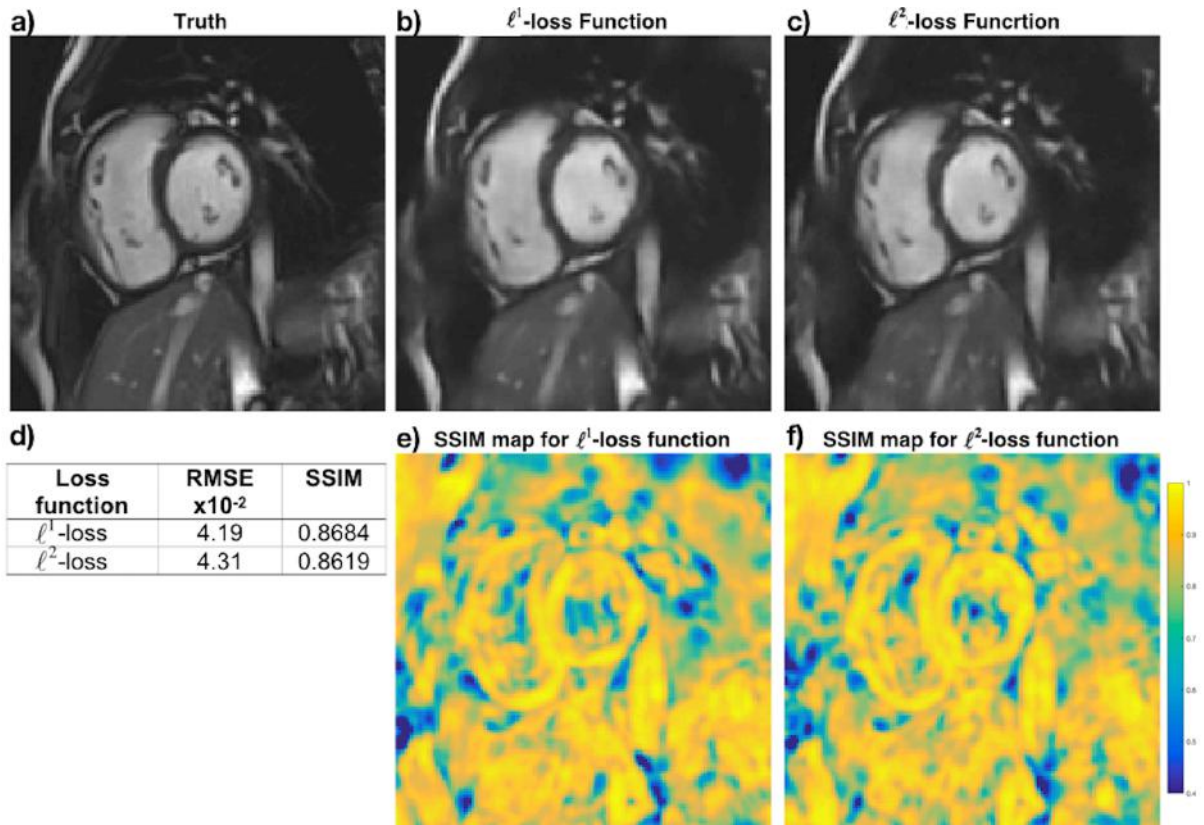 a) Truth
b) ℓ¹-loss Function
c) ℓ²-loss Funcrtion
d)
Loss function RMSE x10⁻² SSIM
ℓ¹-loss 4.19 0.8684
ℓ²-loss 4.31 0.8619
e) SSIM map for ℓ¹-loss function
f) SSIM map for ℓ²-loss function
1
0.9
0.8
0.7
0.6
0.5
0.4